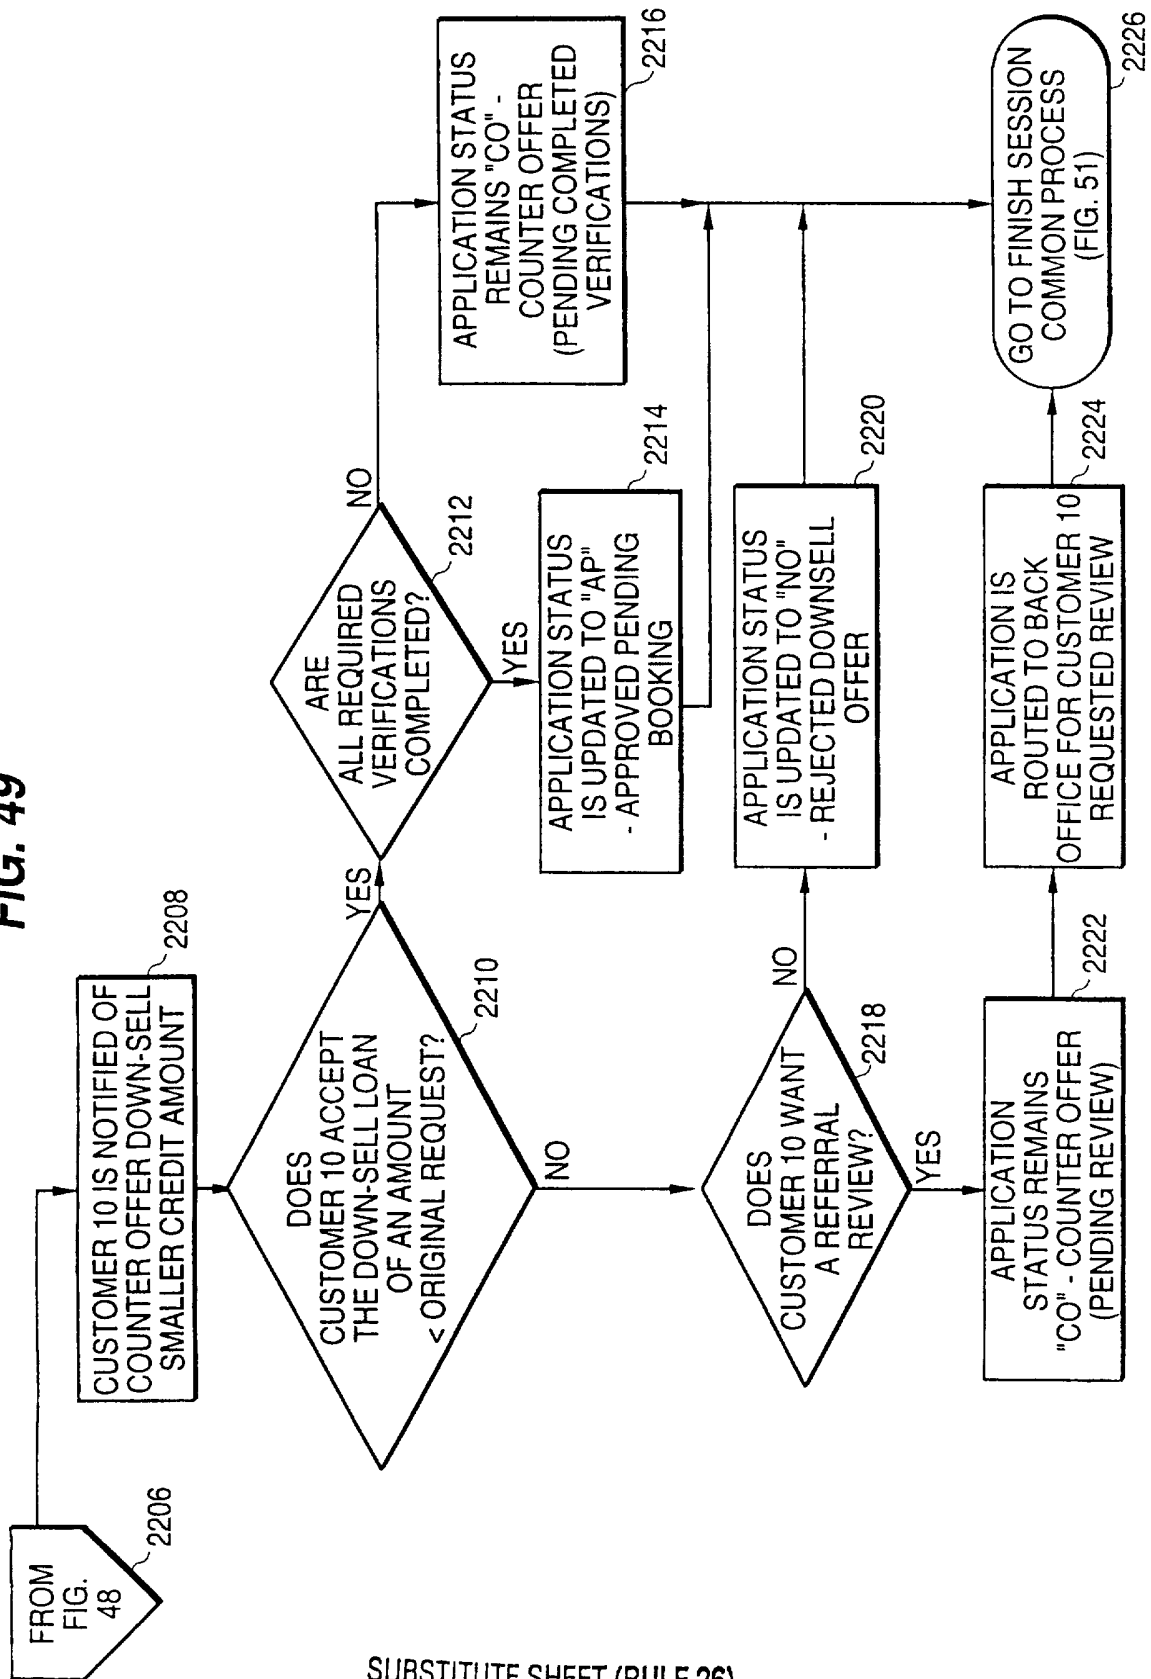 FIG. 49
FROM
FIG.
48
2206
CUSTOMER 10 IS NOTIFIED OF
COUNTER OFFER DOWN-SELL
SMALLER CREDIT AMOUNT
2208
DOES
CUSTOMER 10 ACCEPT
THE DOWN-SELL LOAN
OF AN AMOUNT
< ORIGINAL REQUEST?
2210
YES
NO
ARE
ALL REQUIRED
VERIFICATIONS
COMPLETED?
2212
NO
YES
APPLICATION STATUS
REMAINS "CO" -
COUNTER OFFER
(PENDING COMPLETED
VERIFICATIONS)
2216
APPLICATION STATUS
IS UPDATED TO "AP"
- APPROVED PENDING
BOOKING
2214
DOES
CUSTOMER 10 WANT
A REFERRAL
REVIEW?
2218
NO
YES
APPLICATION STATUS
IS UPDATED TO "NO"
- REJECTED DOWNSELL
OFFER
2220
APPLICATION
STATUS REMAINS
"CO" - COUNTER OFFER
(PENDING REVIEW)
2222
APPLICATION IS
ROUTED TO BACK
OFFICE FOR CUSTOMER 10
REQUESTED REVIEW
2224
GO TO FINISH SESSION
COMMON PROCESS
(FIG. 51)
2226
SUBSTITUTE SHEET (RULE 26)